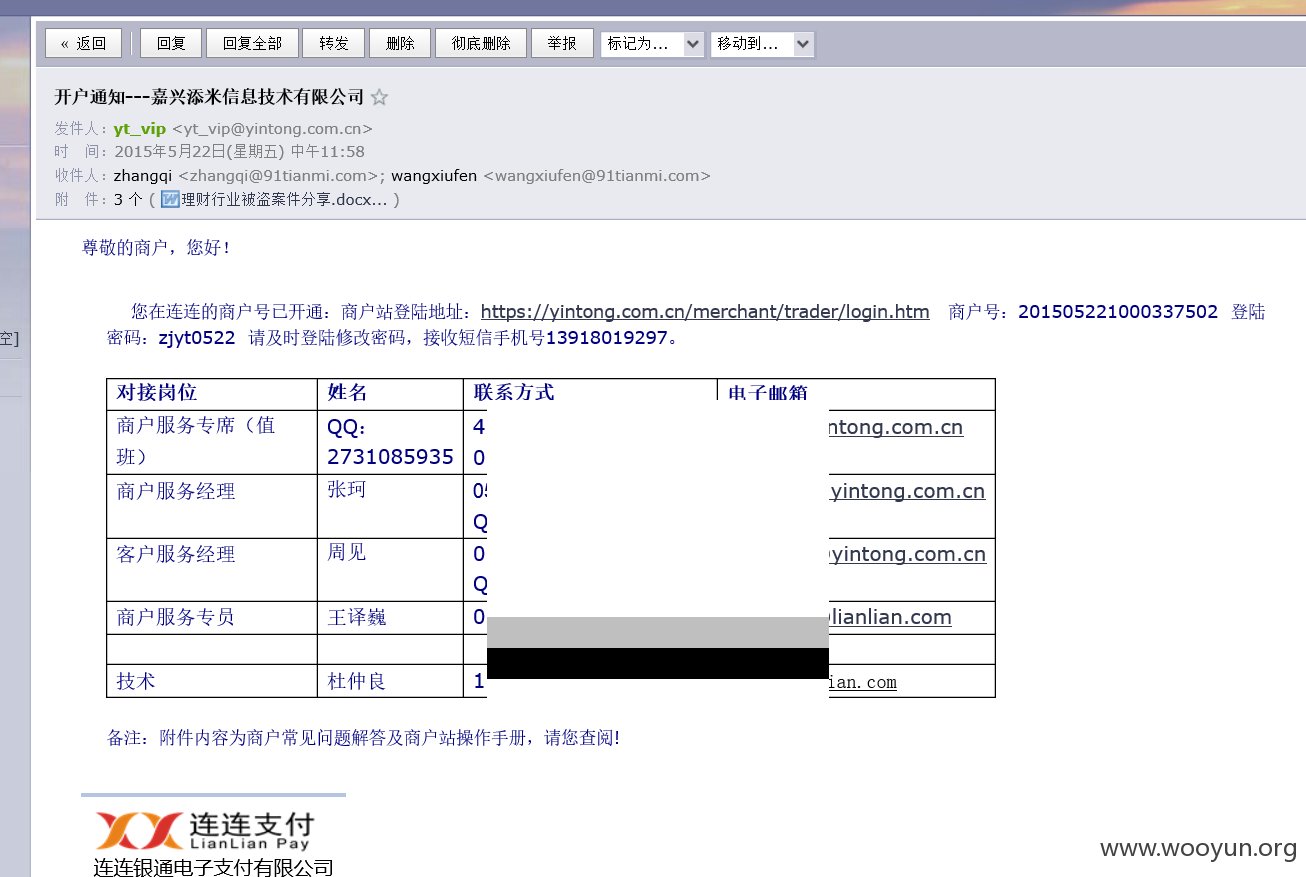 « 返回 回复 回复全部 转发 删除 彻底删除 举报 标记为... 移动到...
开户通知---嘉兴添米信息技术有限公司
发件人：yt_vip <yt_vip@yintong.com.cn>
时 间：2015年5月22日(星期五) 中午11:58
收件人：zhangqi <zhangqi@91tianmi.com>; wangxiufen <wangxiufen@91tianmi.com>
附 件：3 个 ( 理财行业被盗案件分享.docx... )
尊敬的商户，您好！
您在连连的商户号已开通：商户站登陆地址：https://yintong.com.cn/merchant/trader/login.htm 商户号：201505221000337502 登陆
空]
密码：zjyt0522 请及时登陆修改密码，接收短信手机号13918019297。
对接岗位 姓名 联系方式 电子邮箱
商户服务专席（值 QQ： 4 ntong.com.cn
班） 2731085935 0
商户服务经理 张珂 05 yintong.com.cn
Q
客户服务经理 周见 0 yintong.com.cn
Q
商户服务专员 王译巍 0 lianlian.com
技术 杜仲良 1 ian.com
备注：附件内容为商户常见问题解答及商户站操作手册，请您查阅!
连连支付
LianLian Pay
www.wooyun.org
连连银通电子支付有限公司